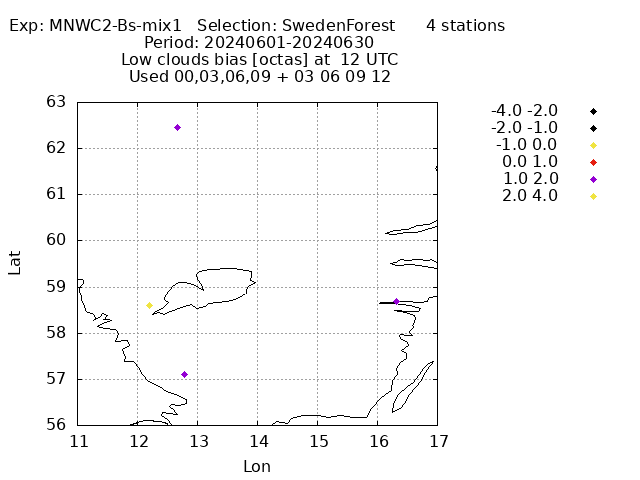 Exp: MNWC2-Bs-mix1 Selection: SwedenForest 4 stations
Period: 20240601-20240630
Low clouds bias [octas] at 12 UTC
Used 00,03,06,09 + 03 06 09 12
63
62
61
60
59
58
57
56
Lat
11 12 13 14 15 16 17
Lon
-4.0 -2.0
-2.0 -1.0
-1.0 0.0
0.0 1.0
1.0 2.0
2.0 4.0